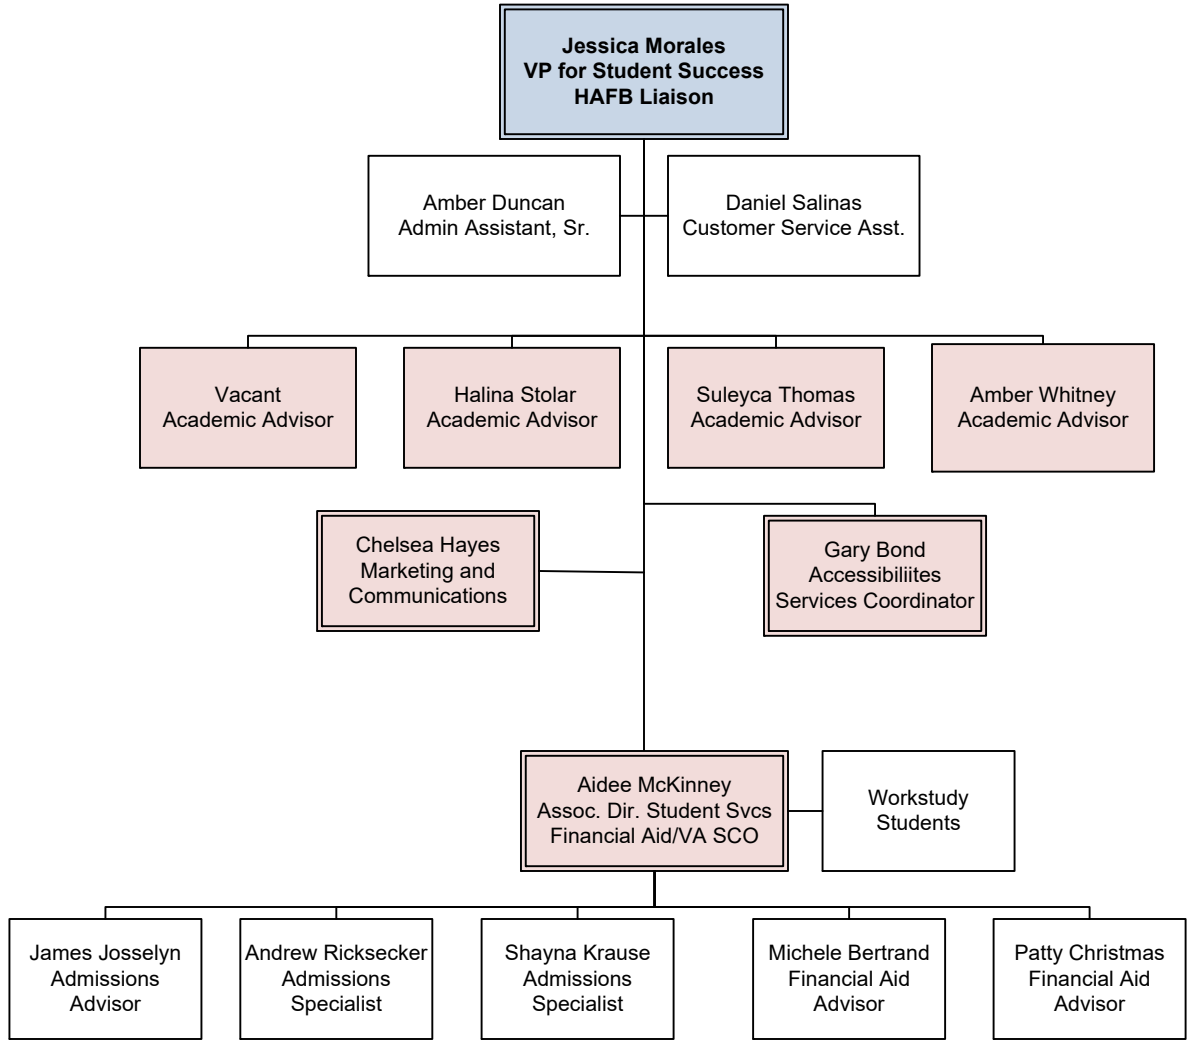 Jessica Morales
VP for Student Success
HAFB Liaison
Amber Duncan
Admin Assistant, Sr.
Daniel Salinas
Customer Service Asst.
Vacant
Academic Advisor
Halina Stolar
Academic Advisor
Suleyca Thomas
Academic Advisor
Amber Whitney
Academic Advisor
Chelsea Hayes
Marketing and
Communications
Gary Bond
Accessibiliites
Services Coordinator
Aidee McKinney
Assoc. Dir. Student Svcs
Financial Aid/VA SCO
Workstudy
Students
James Josselyn
Admissions
Advisor
Andrew Ricksecker
Admissions
Specialist
Shayna Krause
Admissions
Specialist
Michele Bertrand
Financial Aid
Advisor
Patty Christmas
Financial Aid
Advisor